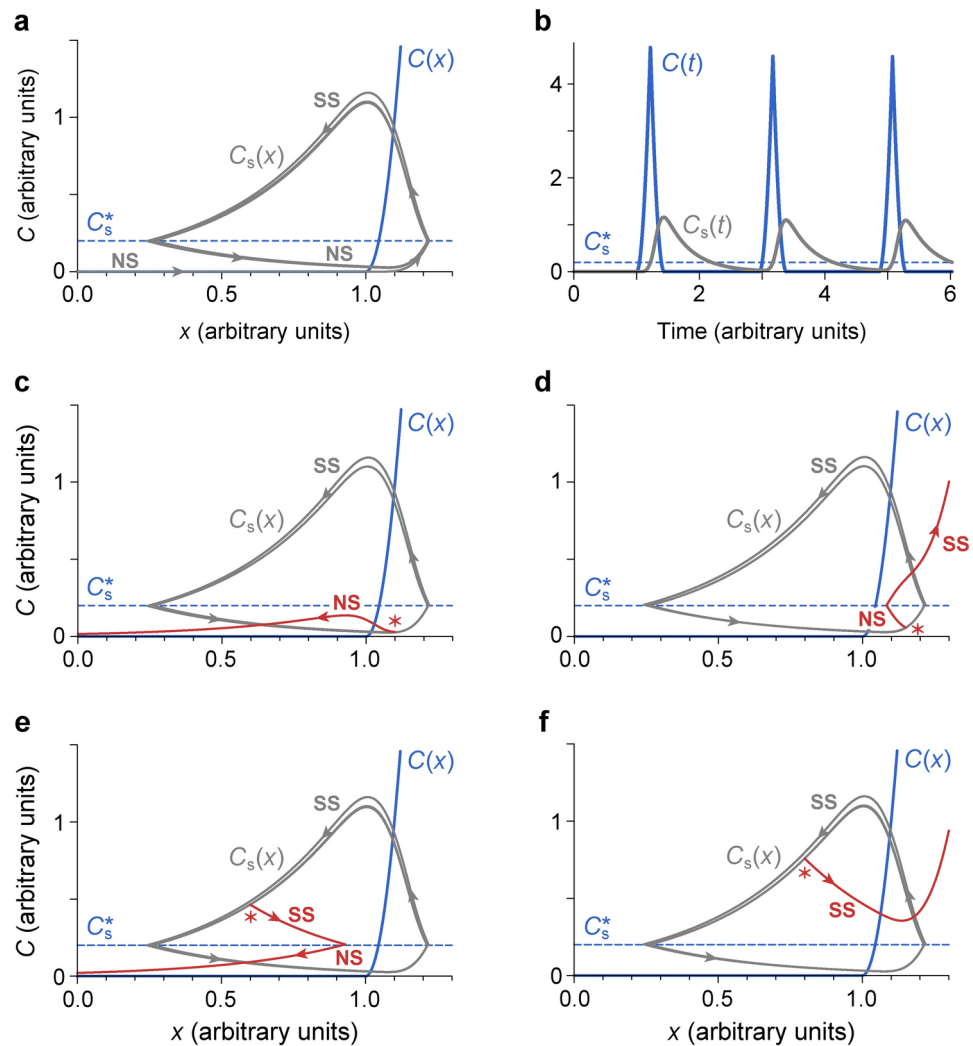 a
C (arbitrary units)
1
0
C(x)
SS
Cs(x)
Cs*
NS
NS
0.0
0.5
1.0
x (arbitrary units)
b
4
2
0
C(t)
Cs(t)
Cs*
0
2
4
6
Time (arbitrary units)
c
C (arbitrary units)
1
0
C(x)
SS
Cs(x)
Cs*
NS
*
0.0
0.5
1.0
d
1
0
C(x)
SS
Cs(x)
SS
Cs*
NS
*
0.0
0.5
1.0
e
C (arbitrary units)
1
0
C(x)
SS
Cs(x)
*
SS
Cs*
NS
0.0
0.5
1.0
x (arbitrary units)
f
1
0
C(x)
SS
Cs(x)
*
SS
Cs*
0.0
0.5
1.0
x (arbitrary units)